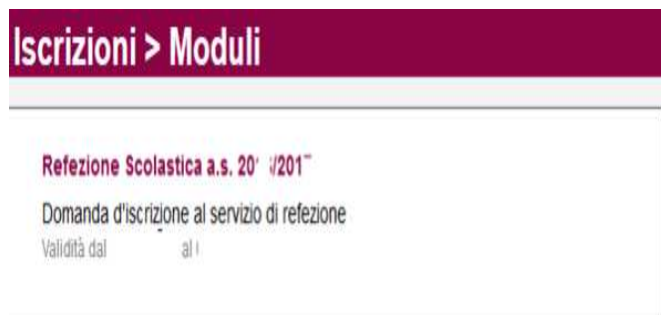 Iscrizioni > Moduli
Refezione Scolastica a.s.
Domanda d'iscrizione al servizio di refezione
Validità dal al